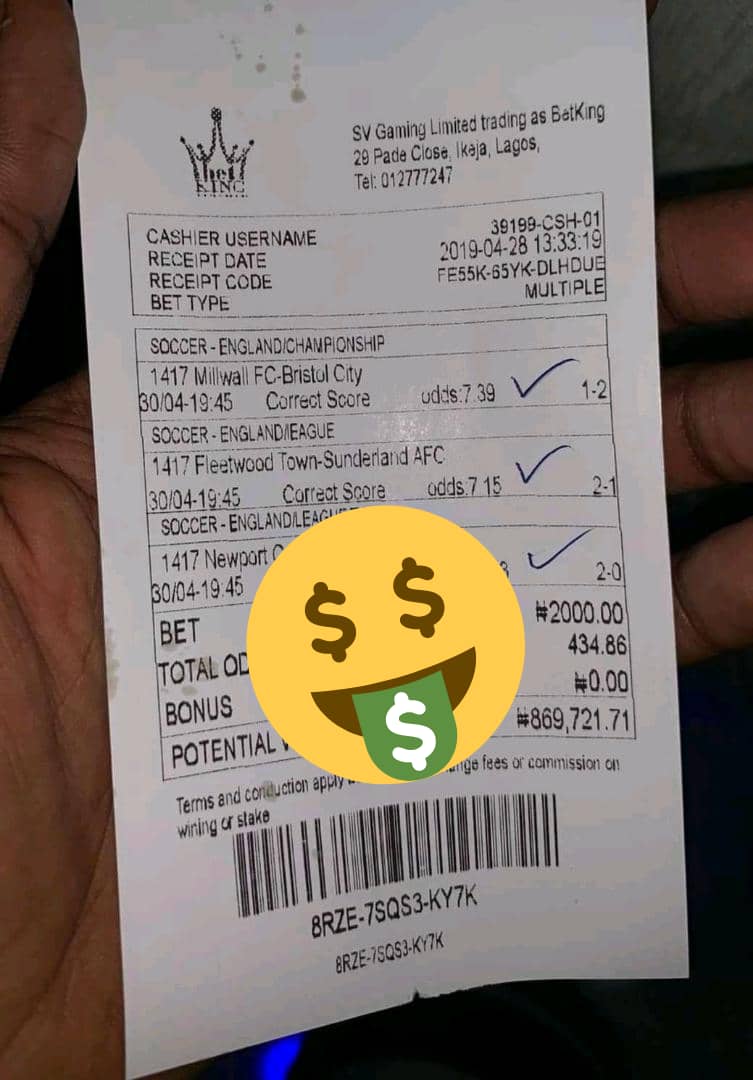 Bet
KING
SV Gaming Limited trading as BetKing
29 Pade Close, Ikeja, Lagos,
Tel: 012777247
CASHIER USERNAME 39199-CSH-01
RECEIPT DATE 2019-04-28 13:33:19
RECEIPT CODE FE55K-65YK-DLHDUE
BET TYPE MULTIPLE
SOCCER - ENGLAND/CHAMPIONSHIP
1417 Millwall FC-Bristol City
30/04-19:45 Correct Score odds:7.39 1-2
SOCCER - ENGLAND/EAGUE
1417 Fleetwood Town-Sunderland AFC
30/04-19:45 Correct Score odds:7 15 2-1
SOCCER - ENGLAND/LEAGUE
1417 Newport
30/04-19:45 2-0
BET ₦2000.00
TOTAL 434.86
BONUS ₦0.00
POTENTIAL ₦869,721.71
Terms and conduction apply fees or commission on
wining or stake
8RZE-7SQS3-KY7K
8RZE-7SQS3-KY7K